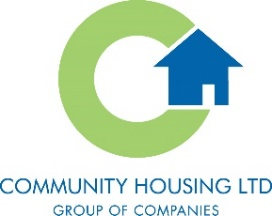 COMMUNITY HOUSING LTD
GROUP OF COMPANIES